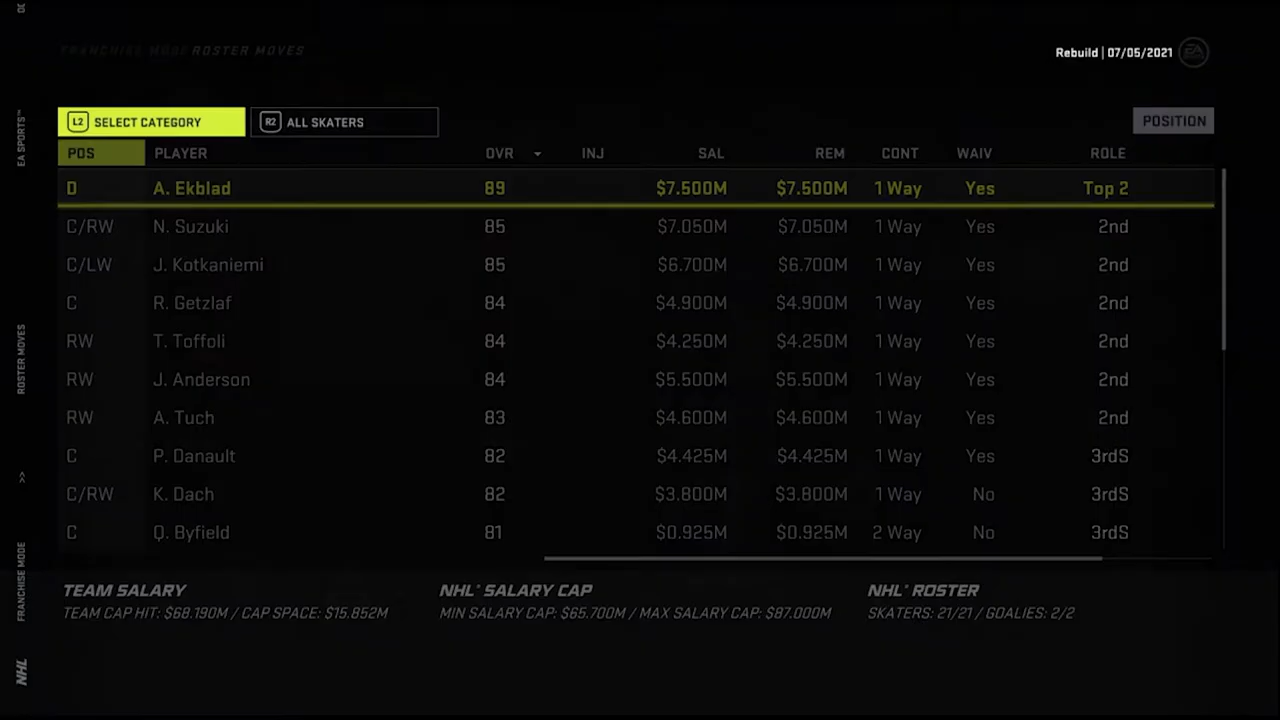 FRANCHISE MODE ROSTER MOVES
Rebuild | 07/05/2021
EA SPORTS
L2 SELECT CATEGORY R2 ALL SKATERS POSITION
POS PLAYER OVR INJ SAL REM CONT WAIV ROLE
D A. Ekblad 89 $7.500M $7.500M 1 Way Yes Top 2
C/RW N. Suzuki 85 $7.050M $7.050M 1 Way Yes 2nd
C/LW J. Kotkaniemi 85 $6.700M $6.700M 1 Way Yes 2nd
C R. Getzlaf 84 $4.900M $4.900M 1 Way Yes 2nd
RW T. Toffoli 84 $4.250M $4.250M 1 Way Yes 2nd
RW J. Anderson 84 $5.500M $5.500M 1 Way Yes 2nd
RW A. Tuch 83 $4.600M $4.600M 1 Way Yes 2nd
C P. Danault 82 $4.425M $4.425M 1 Way Yes 3rdS
C/RW K. Dach 82 $3.800M $3.800M 1 Way No 3rdS
C Q. Byfield 81 $0.925M $0.925M 2 Way No 3rdS
TEAM SALARY
TEAM CAP HIT: $68.190M / CAP SPACE: $15.852M
NHL® SALARY CAP
MIN SALARY CAP: $65.700M / MAX SALARY CAP: $87.000M
NHL® ROSTER
SKATERS: 21/21 / GOALIES: 2/2
NHL
FRANCHISE MODE
>>
ROSTER MOVES
EA SPORTS™